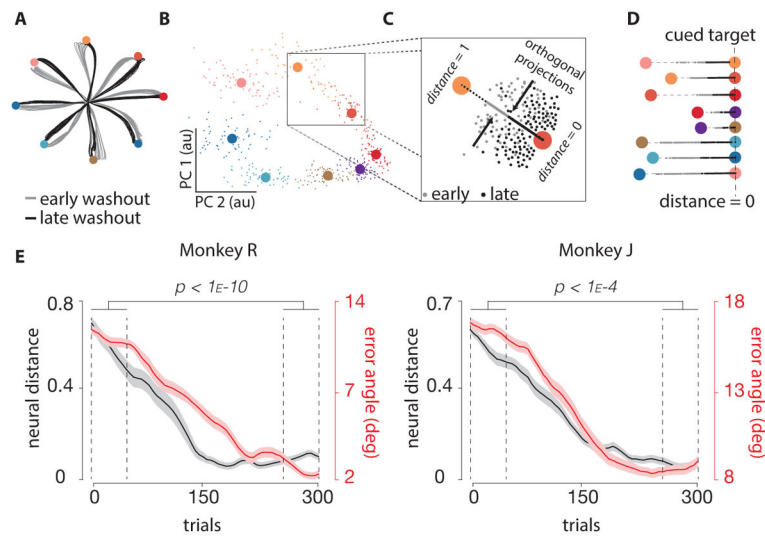 A
B
C
D
PC 1 (au)
PC 2 (au)
early washout
late washout
distance = 1
orthogonal
projections
distance = 0
early
late
cued target
distance = 0
E
Monkey R
p < 1E-10
0.8
0.4
0
neural distance
14
7
2
error angle (deg)
0
150
300
trials
Monkey J
p < 1E-4
0.7
0.4
0
neural distance
18
13
8
error angle (deg)
0
150
300
trials